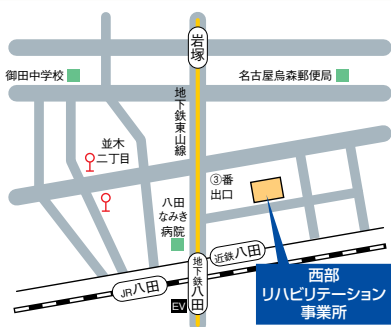 岩塚
御田中学校
名古屋烏森郵便局
地下鉄東山線
並木
二丁目
③番
出口
八田
なみき
病院
近鉄八田
地下鉄八田
JR八田
EV
西部
リハビリテーション
事業所